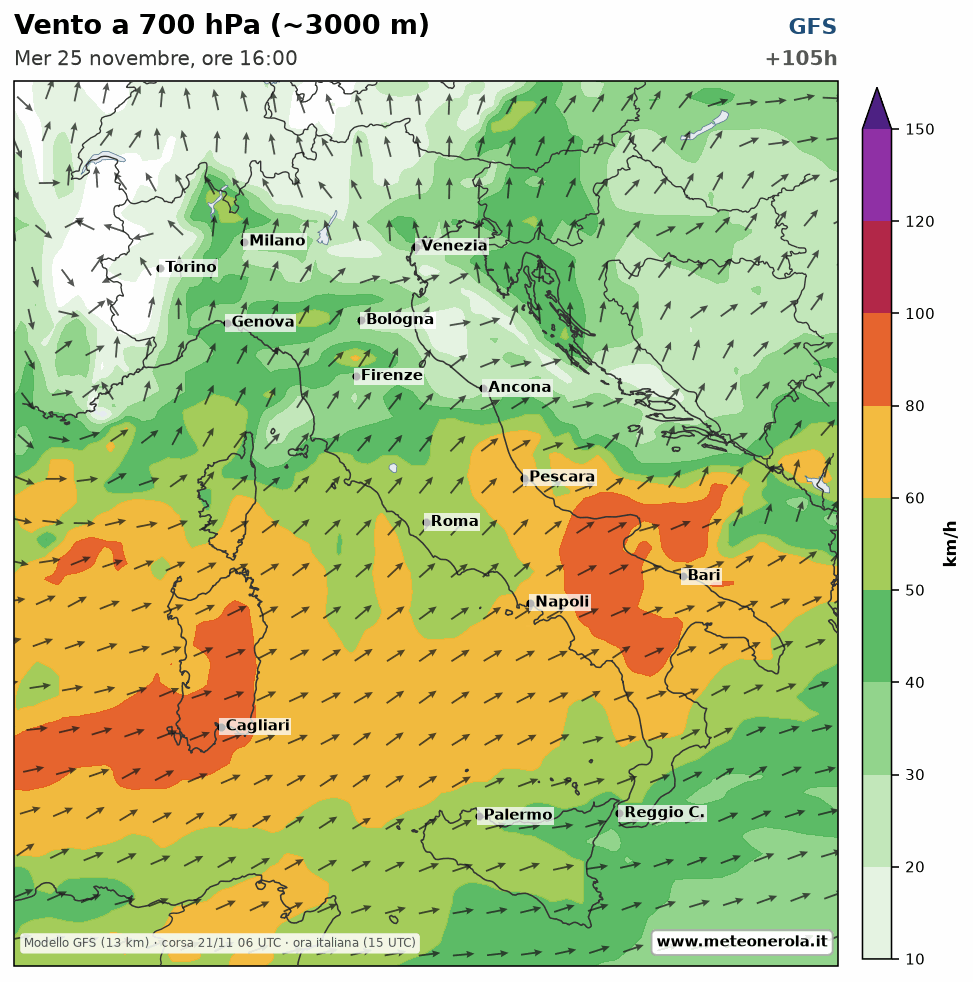 Vento a 700 hPa (~3000 m)
GFS
Mer 25 novembre, ore 16:00
+105h
Milano
Venezia
Torino
Genova
Bologna
Firenze
Ancona
Pescara
Roma
Bari
Napoli
Cagliari
Palermo
Reggio C.
150
120
100
80
60
50
40
30
20
10
km/h
Modello GFS (13 km) · corsa 21/11 06 UTC · ora italiana (15 UTC)
www.meteonerola.it